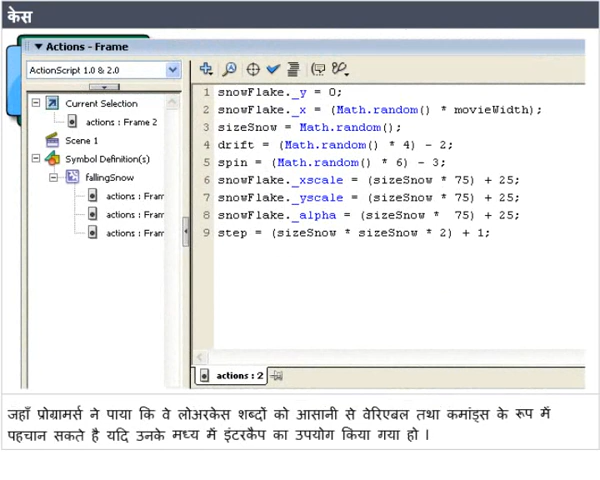 केस
▼ Actions - Frame
ActionScript 1.0 & 2.0
Current Selection
actions : Frame 2
Scene 1
Symbol Definition(s)
fallingSnow
actions : Frar
actions : Frar
actions : Frar
1 snowFlake._y = 0;
2 snowFlake._x = (Math.random() * movieWidth);
3 sizeSnow = Math.random();
4 drift = (Math.random() * 4) - 2;
5 spin = (Math.random() * 6) - 3;
6 snowFlake._xscale = (sizeSnow * 75) + 25;
7 snowFlake._yscale = (sizeSnow * 75) + 25;
8 snowFlake._alpha = (sizeSnow * 75) + 25;
9 step = (sizeSnow * sizeSnow * 2) + 1;
actions : 2
जहाँ प्रोग्रामर्स ने पाया कि वे लोअरकेस शब्दों को आसानी से वेरिएबल तथा कमांड्स के रूप में
पहचान सकते है यदि उनके मध्य में इंटरकैप का उपयोग किया गया हो ।